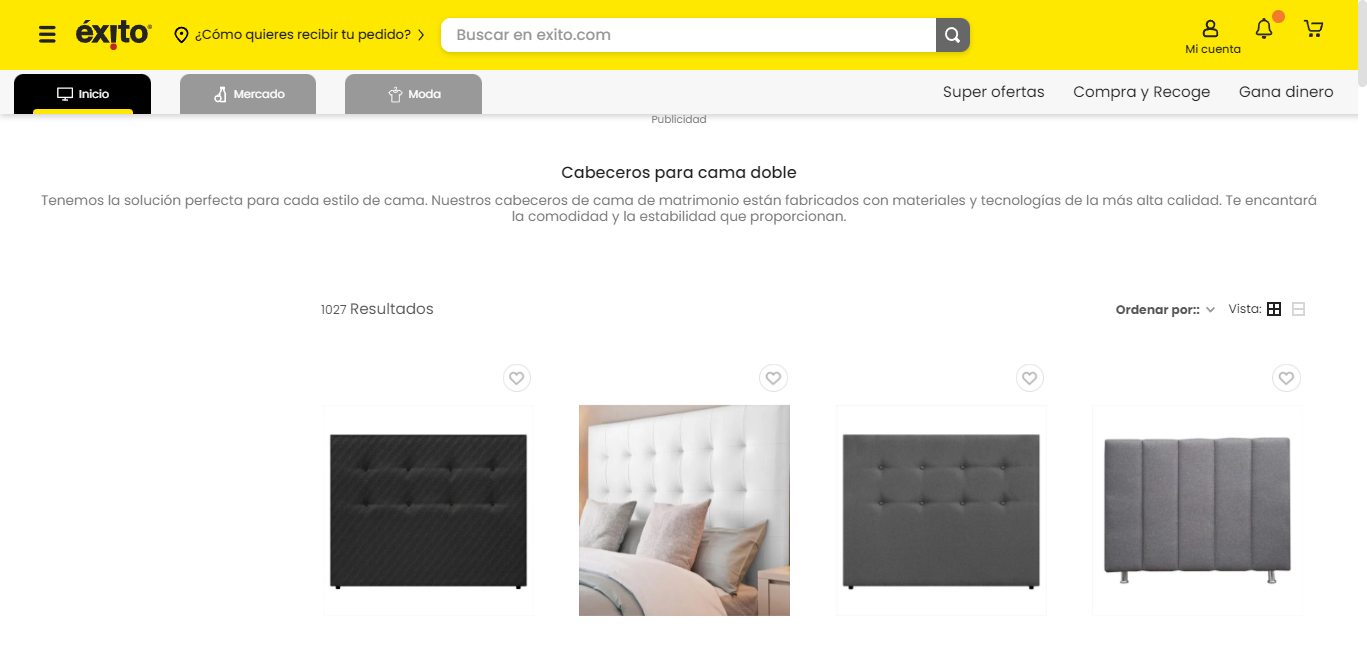 éxito
¿Cómo quieres recibir tu pedido?
Buscar en exito.com
Mi cuenta
Inicio
Mercado
Moda
Super ofertas
Compra y Recoge
Gana dinero
Publicidad
Cabeceros para cama doble
Tenemos la solución perfecta para cada estilo de cama. Nuestros cabeceros de cama de matrimonio están fabricados con materiales y tecnologías de la más alta calidad. Te encantará
la comodidad y la estabilidad que proporcionan.
1027 Resultados
Ordenar por::
Vista: